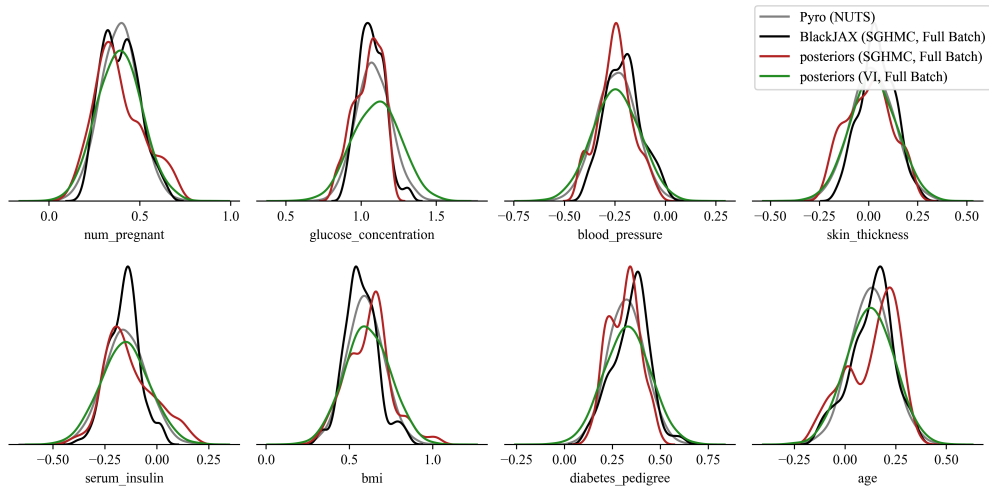 Pyro (NUTS)
BlackJAX (SGHMC, Full Batch)
posteriors (SGHMC, Full Batch)
posteriors (VI, Full Batch)
0.0 0.5 1.0
num_pregnant
0.5 1.0 1.5
glucose_concentration
−0.75 −0.50 −0.25 0.00 0.25
blood_pressure
−0.50 −0.25 0.00 0.25 0.50
skin_thickness
−0.50 −0.25 0.00 0.25
serum_insulin
0.0 0.5 1.0
bmi
−0.25 0.00 0.25 0.50 0.75
diabetes_pedigree
−0.25 0.00 0.25 0.50
age